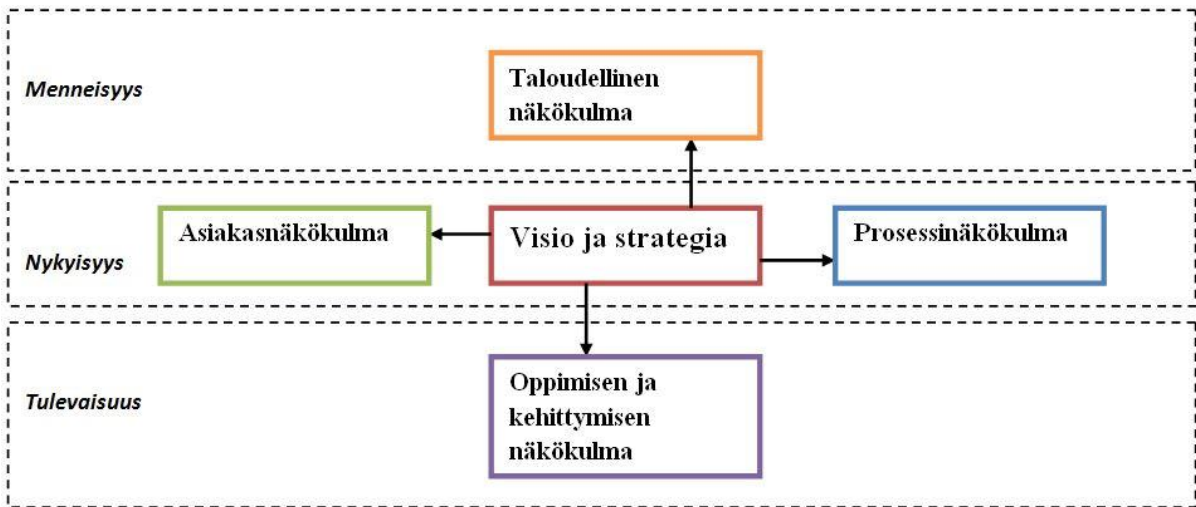 Menneisyys
Taloudellinen
näkökulma
Nykyisyys
Asiakasnäkökulma
Visio ja strategia
Prosessinäkökulma
Tulevaisuus
Oppimisen ja
kehittymisen
näkökulma